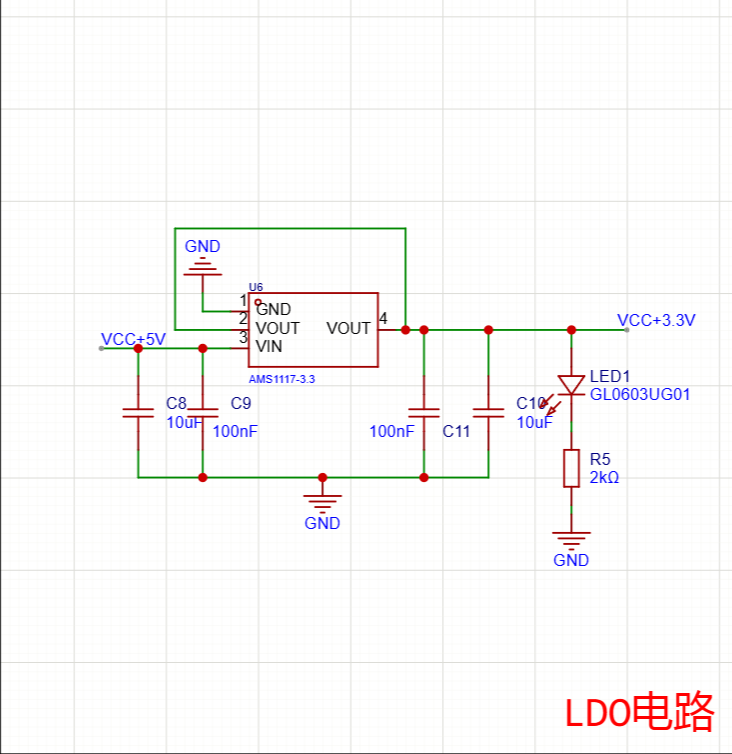 GND
U6
1
GND
2
VOUT
VOUT
4
3
VIN
VCC+5V
VCC+3.3V
AMS1117-3.3
LED1
GL0603UG01
C8
10uF
C9
100nF
100nF
C11
C10
10uF
R5
2kΩ
GND
GND
LDO电路